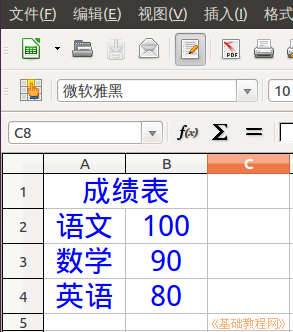 文件(F) 编辑(E) 视图(V) 插入(I) 格式
PDF
微软雅黑 10
C8 f(x) Σ =
A B C
1 成绩表
2 语文 100
3 数学 90
4 英语 80
5 《基础教程网》